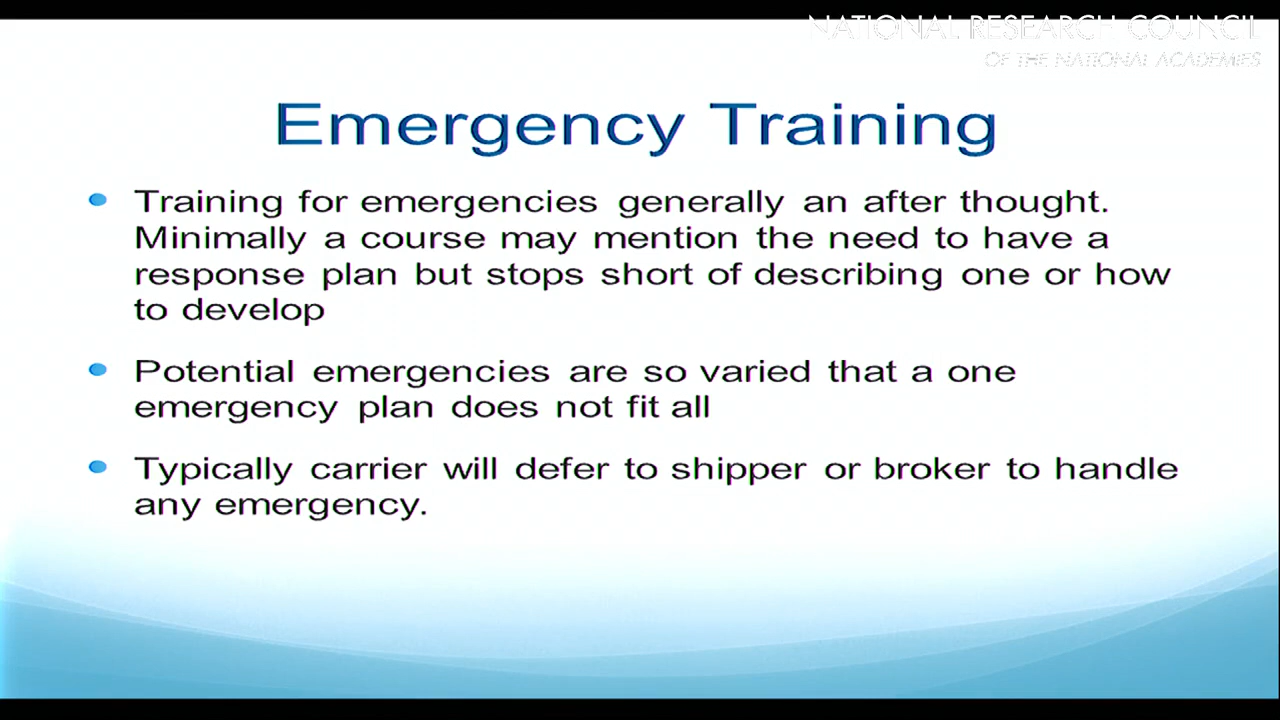 NATIONAL RESEARCH COUNCIL
OF THE NATIONAL ACADEMIES
Emergency Training
Training for emergencies generally an after thought.
Minimally a course may mention the need to have a
response plan but stops short of describing one or how
to develop
Potential emergencies are so varied that a one
emergency plan does not fit all
Typically carrier will defer to shipper or broker to handle
any emergency.